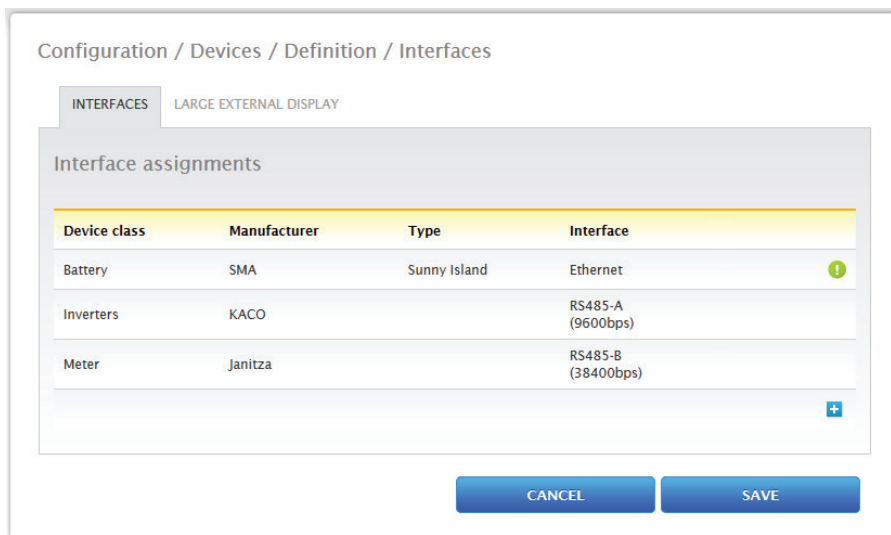 Configuration / Devices / Definition / Interfaces
INTERFACES LARGE EXTERNAL DISPLAY
Interface assignments
Device class Manufacturer Type Interface
Battery SMA Sunny Island Ethernet
Inverters KACO RS485-A
(9600bps)
Meter Janitza RS485-B
(38400bps)
CANCEL SAVE